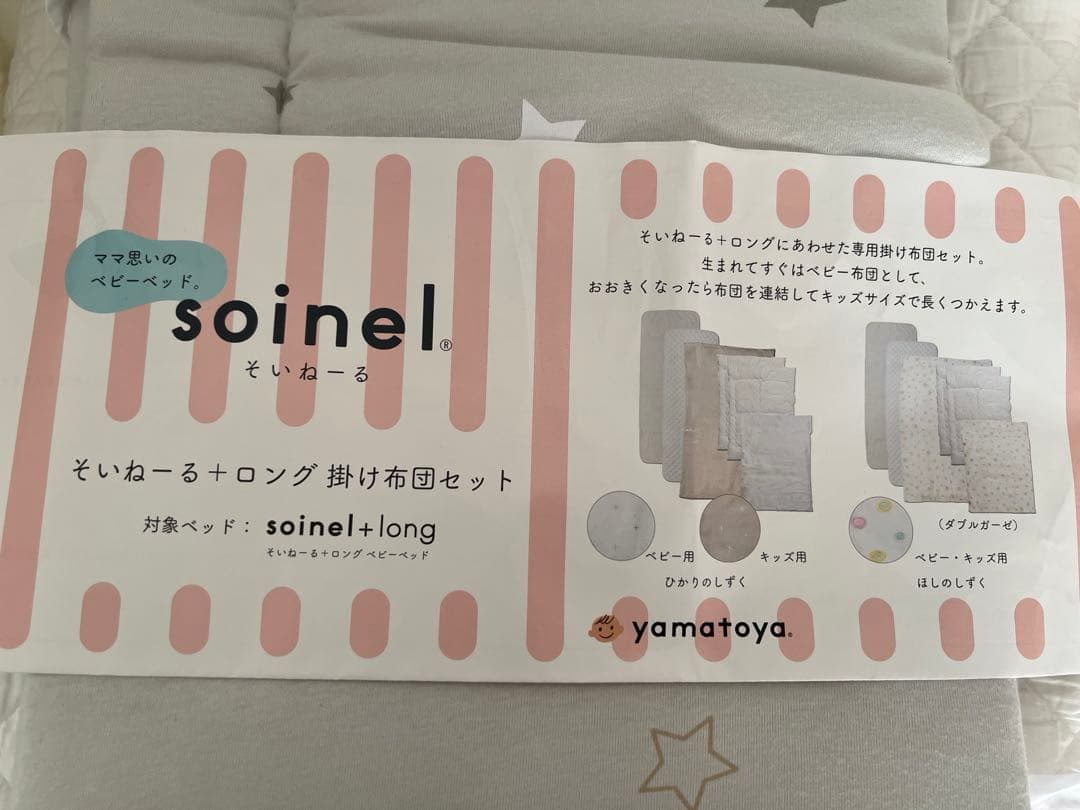 ママ思いの
ベビーベッド。
soinel®
そいねーる
そいねーる＋ロング 掛け布団セット
対象ベッド： soinel+long
そいねーる＋ロング ベビーベッド
そいねーる＋ロングにあわせた専用掛け布団セット。
生まれてすぐはベビー布団として、
おおきくなったら布団を連結してキッズサイズで長くつかえます。
（ダブルガーゼ）
ベビー用 キッズ用
ひかりのしずく
ベビー・キッズ用
ほしのしずく
yamatoya®